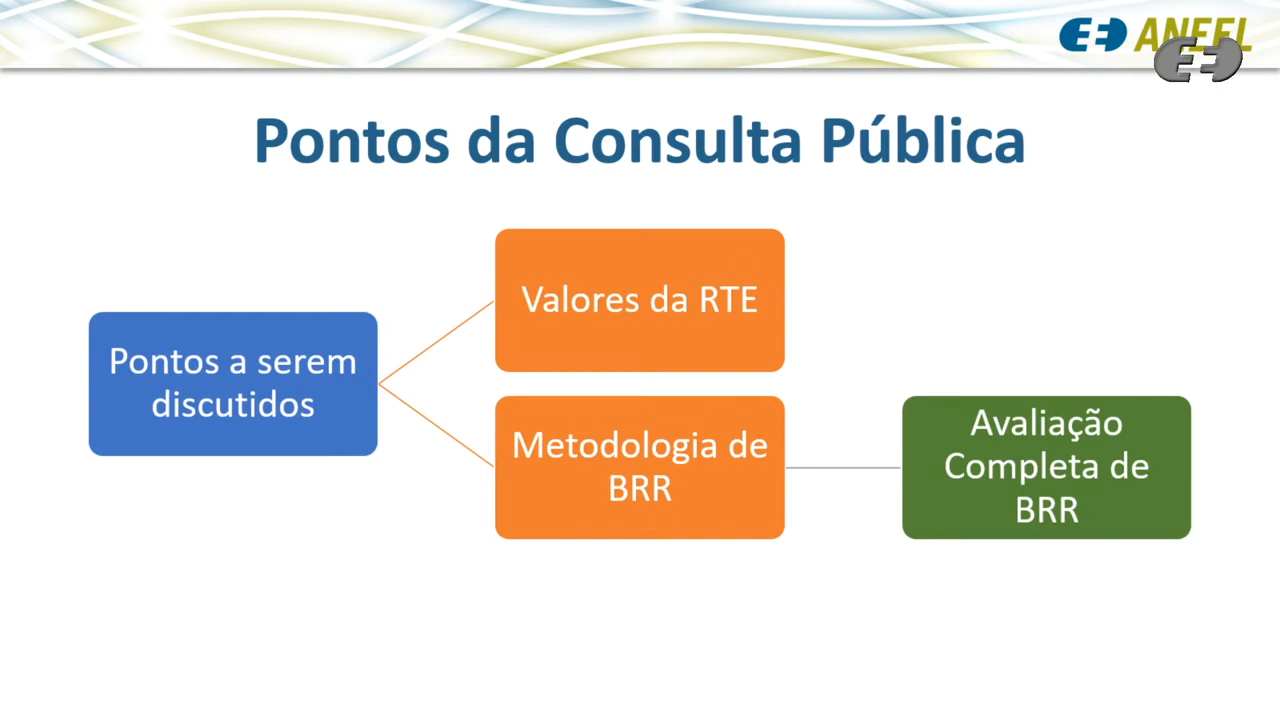 ANEEL
Pontos da Consulta Pública
Valores da RTE
Pontos a serem
discutidos
Metodologia de
BRR
Avaliação
Completa de
BRR